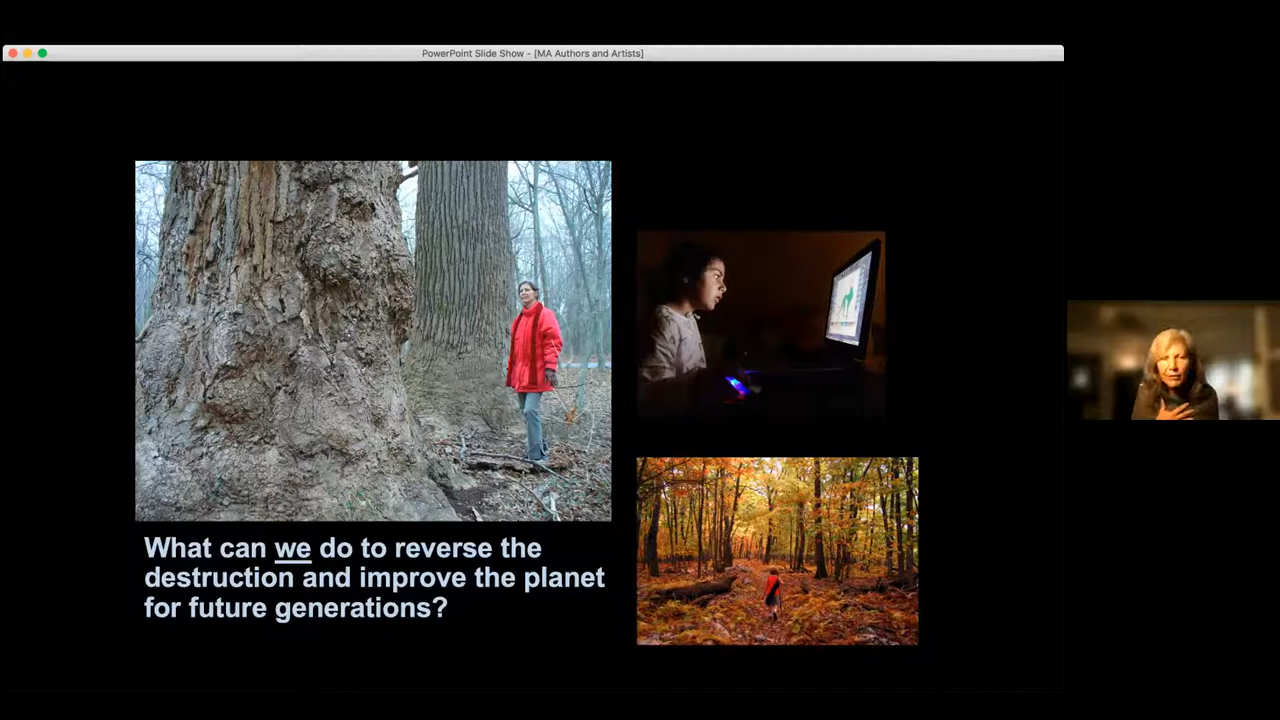 PowerPoint Slide Show - [MA Authors and Artists]
What can we do to reverse the
destruction and improve the planet
for future generations?